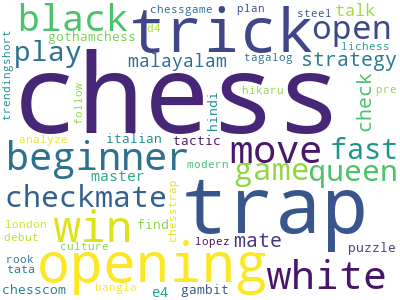 black trick open talk plan steel
chessgame d4
gothamchess lichess
play malayalam tagalog strategy
trendingshort chess
hikaru pre
follow hindi check
analyze italian tactic fast
beginner move
master modern game queen
checkmate chesstrap trap
win find lopez mate puzzle
london
debut culture
opening white
rook
tata bangla e4 gambit
chesscom